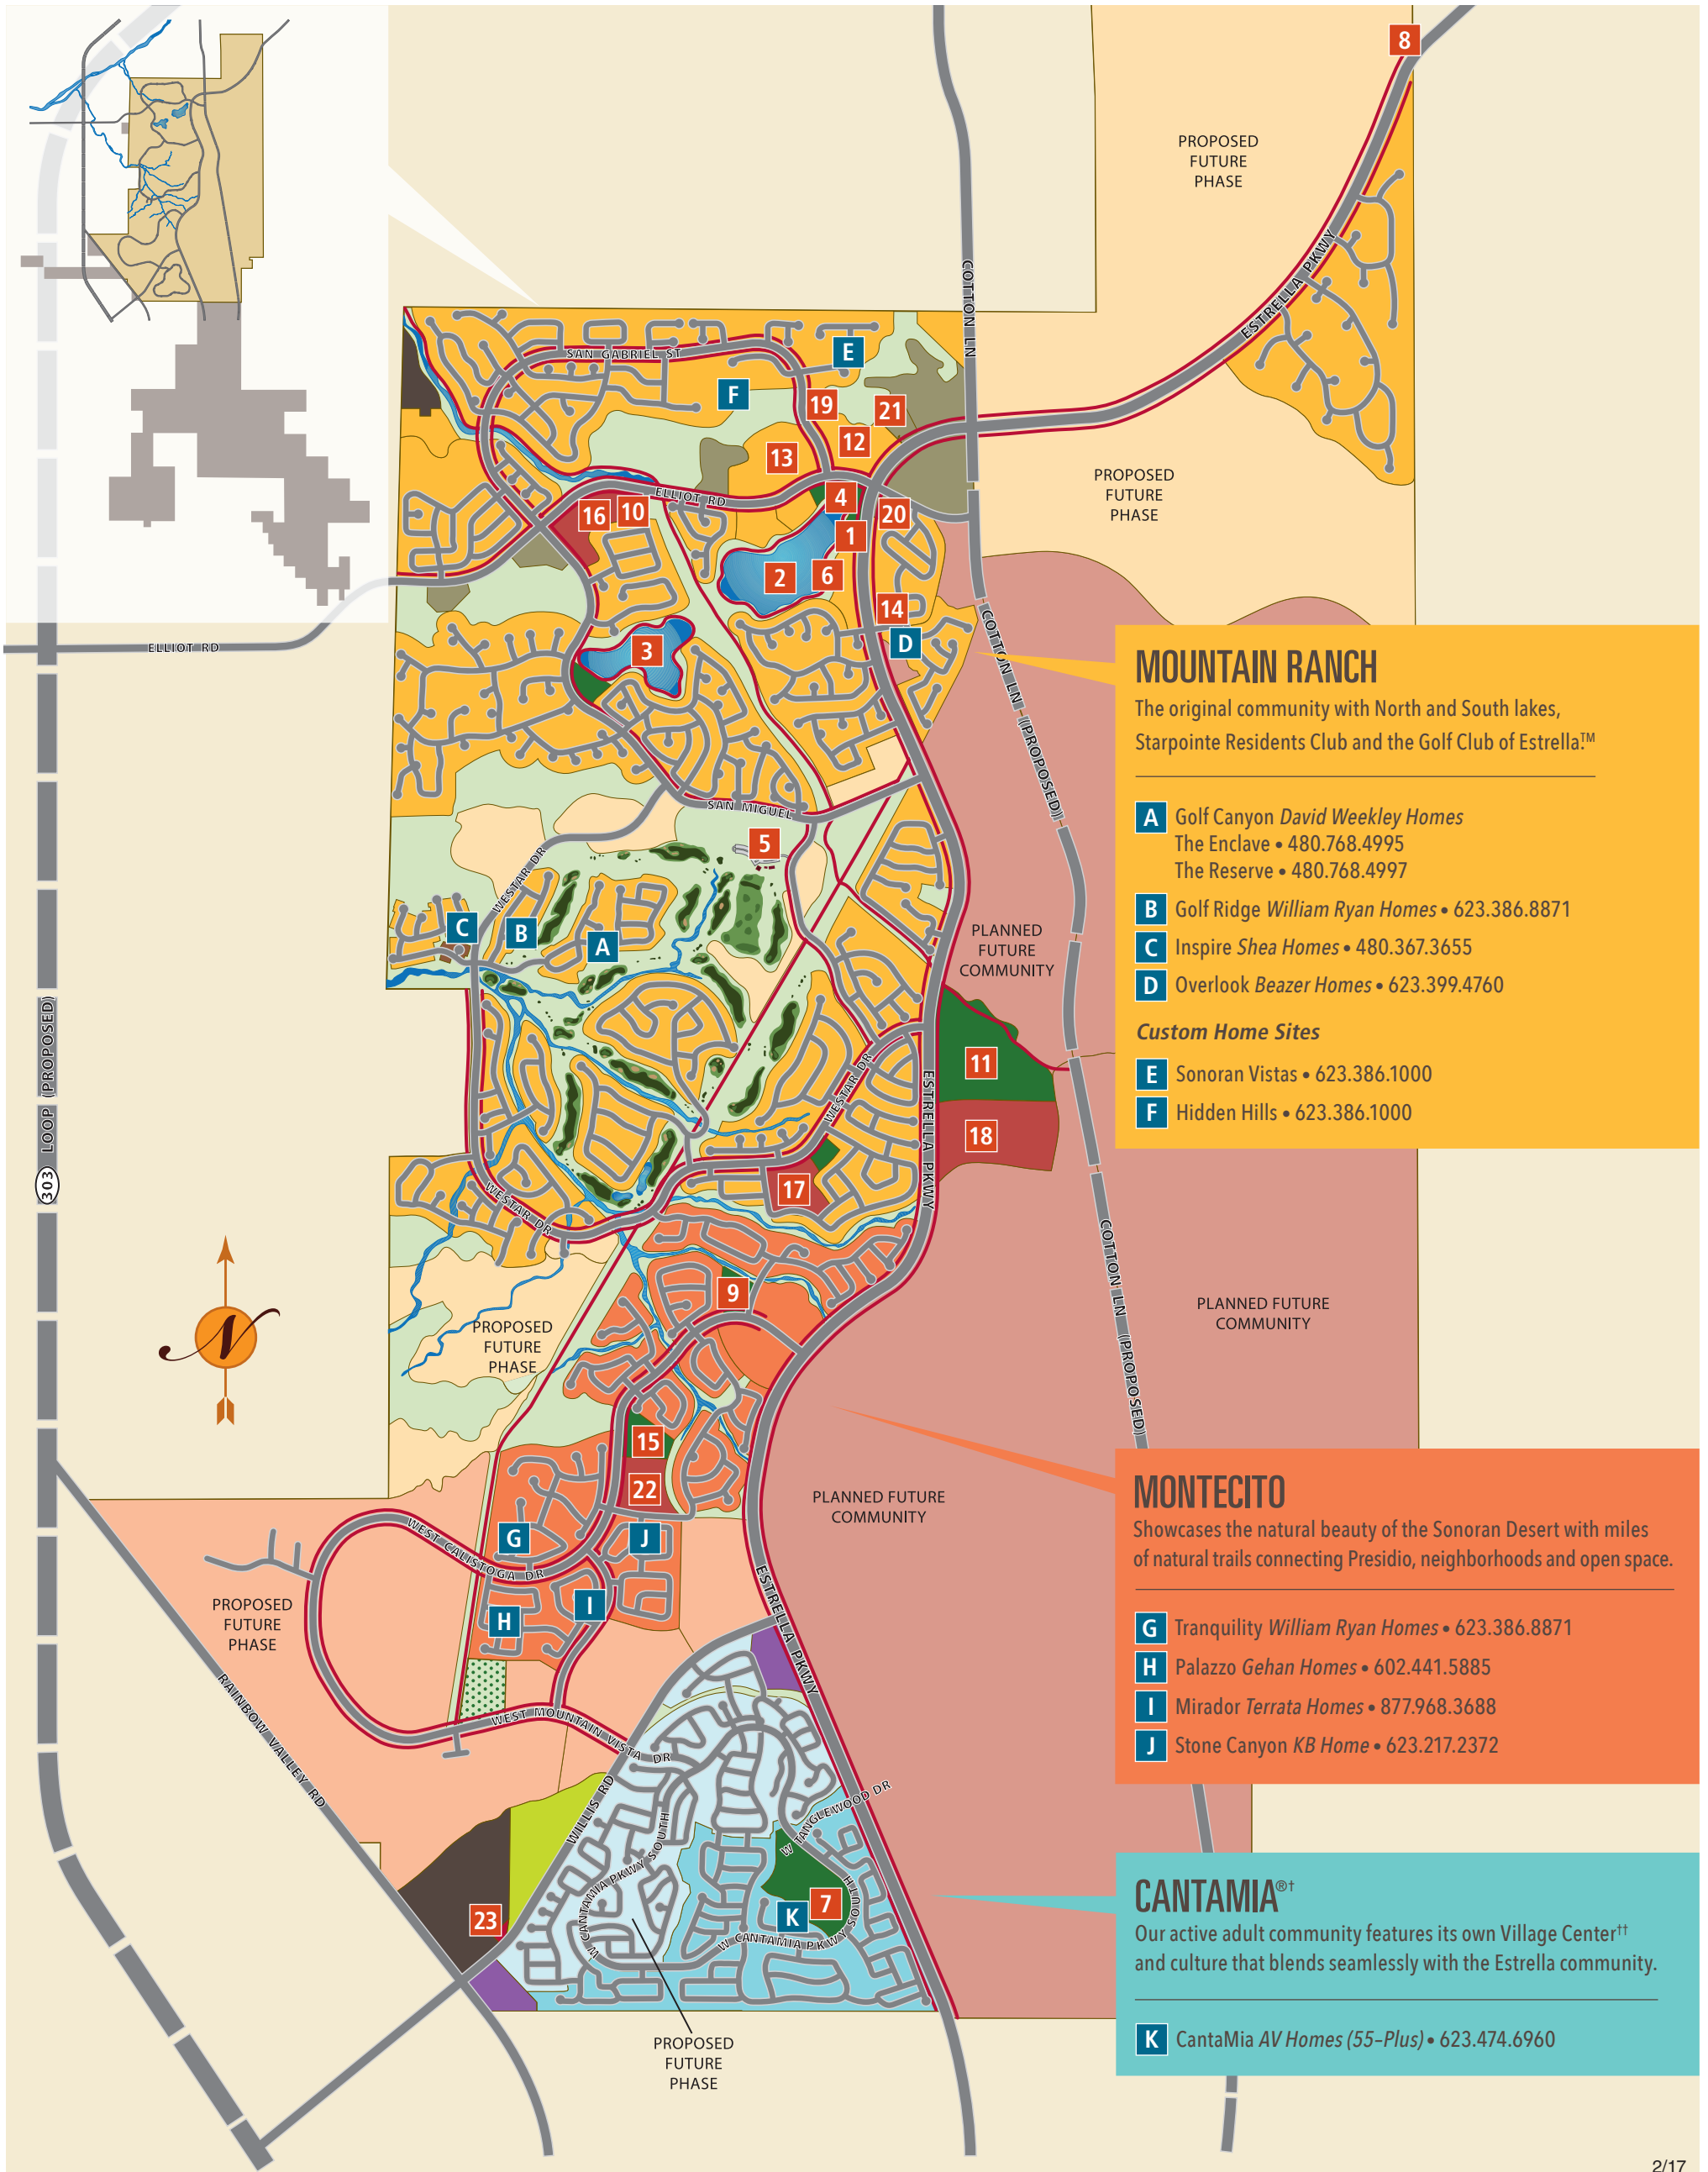 8
PROPOSED
FUTURE
PHASE
COTTON LN
ESTRELLA PKWY
SAN GABRIEL ST
E
F
19
21
12
13
PROPOSED
FUTURE
PHASE
ELLIOT RD
4
16
10
20
1
2
6
14
D
3
ELLIOT RD
COTTON LN (PROPOSED)
MOUNTAIN RANCH
The original community with North and South lakes,
Starpointe Residents Club and the Golf Club of Estrella.™
A Golf Canyon David Weekley Homes
The Enclave • 480.768.4995
The Reserve • 480.768.4997
B Golf Ridge William Ryan Homes • 623.386.8871
C Inspire Shea Homes • 480.367.3655
D Overlook Beazer Homes • 623.399.4760
Custom Home Sites
E Sonoran Vistas • 623.386.1000
F Hidden Hills • 623.386.1000
SAN MIGUEL
5
WESTAR DR
C
B
A
PLANNED
FUTURE
COMMUNITY
303 LOOP (PROPOSED)
11
WESTAR DR
ESTRELLA PKWY
18
17
WESTAR DR
COTTON LN (PROPOSED)
N
9
PROPOSED
FUTURE
PHASE
PLANNED FUTURE
COMMUNITY
15
22
PLANNED FUTURE
COMMUNITY
MONTECITO
Showcases the natural beauty of the Sonoran Desert with miles
of natural trails connecting Presidio, neighborhoods and open space.
G Tranquility William Ryan Homes • 623.386.8871
H Palazzo Gehan Homes • 602.441.5885
I Mirador Terrata Homes • 877.968.3688
J Stone Canyon KB Home • 623.217.2372
WEST CALISTOGA DR
G
J
I
H
PROPOSED
FUTURE
PHASE
ESTRELLA PKWY
RAINBOW VALLEY RD
WEST MOUNTAIN VISTA DR
WILLIS RD
W CANTAMIA PKWY SOUTH
W TANGLEWOOD DR
23
K
7
W CANTAMIA PKWY SOUTH
CANTAMIA®†
Our active adult community features its own Village Center††
and culture that blends seamlessly with the Estrella community.
K CantaMia AV Homes (55–Plus) • 623.474.6960
PROPOSED
FUTURE
PHASE
2/17